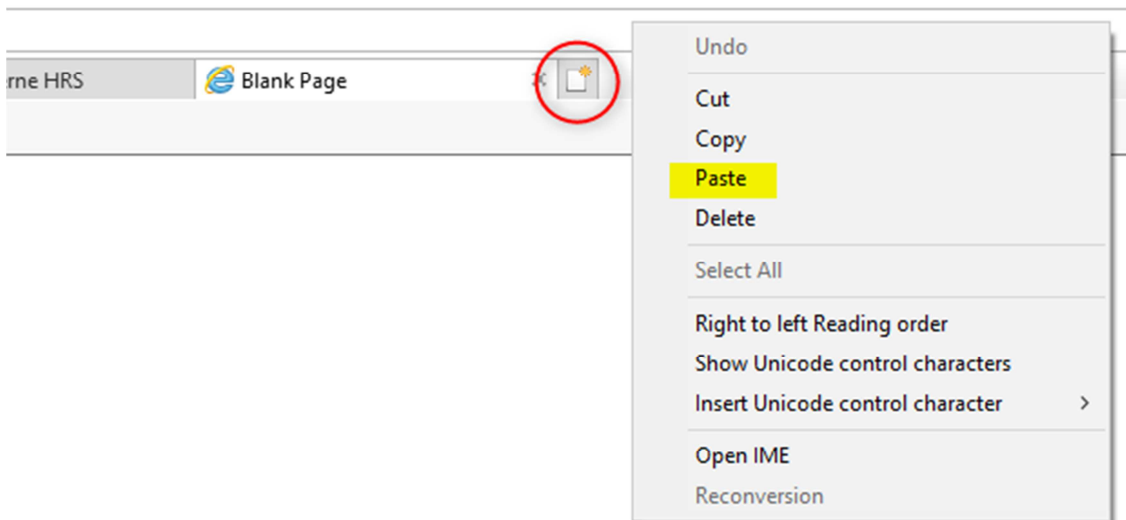 Undo
erne HRS
Blank Page
Cut
Copy
Paste
Delete
Select All
Right to left Reading order
Show Unicode control characters
Insert Unicode control character
Open IME
Reconversion